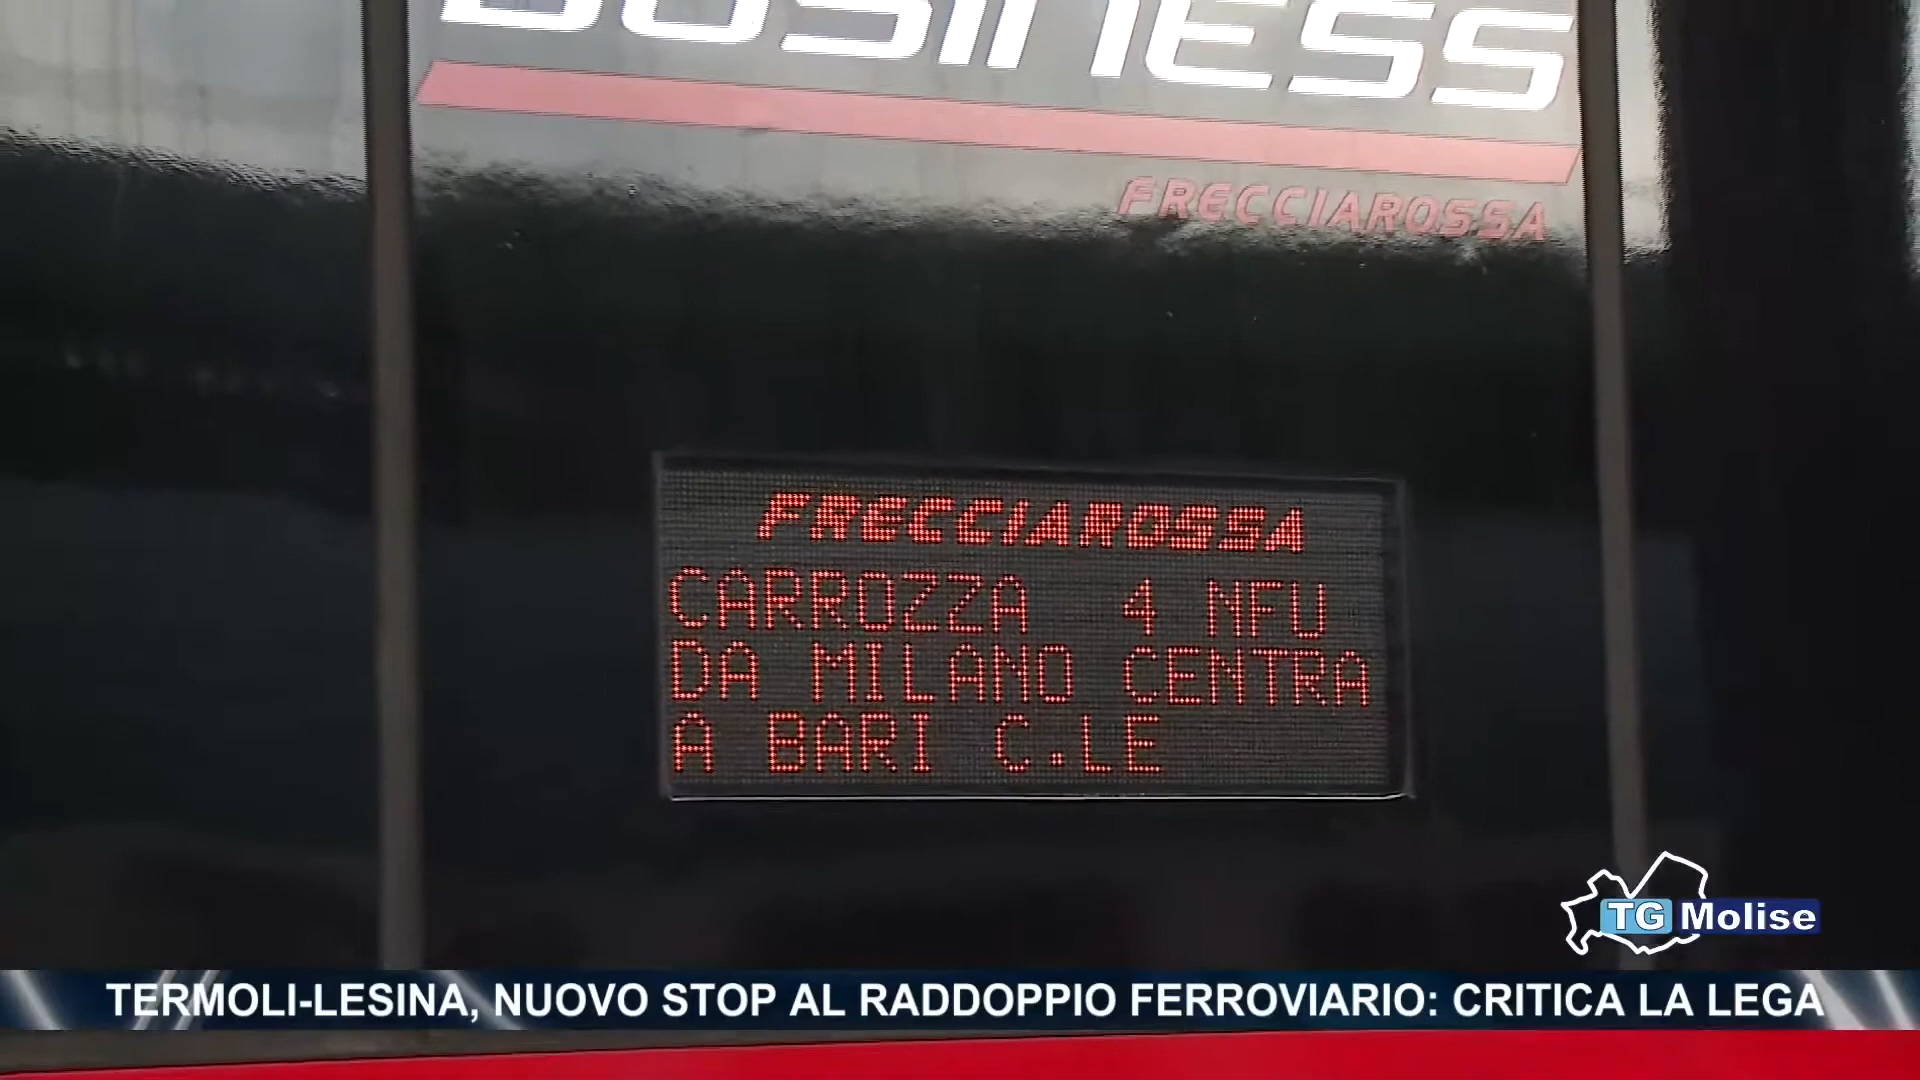 BUSINESS
FRECCIAROSSA
FRECCIAROSSA
CARROZZA 4 NFU
DA MILANO CENTRA
A BARI C.LE
TG Molise
TERMOLI-LESINA, NUOVO STOP AL RADDOPPIO FERROVIARIO: CRITICA LA LEGA